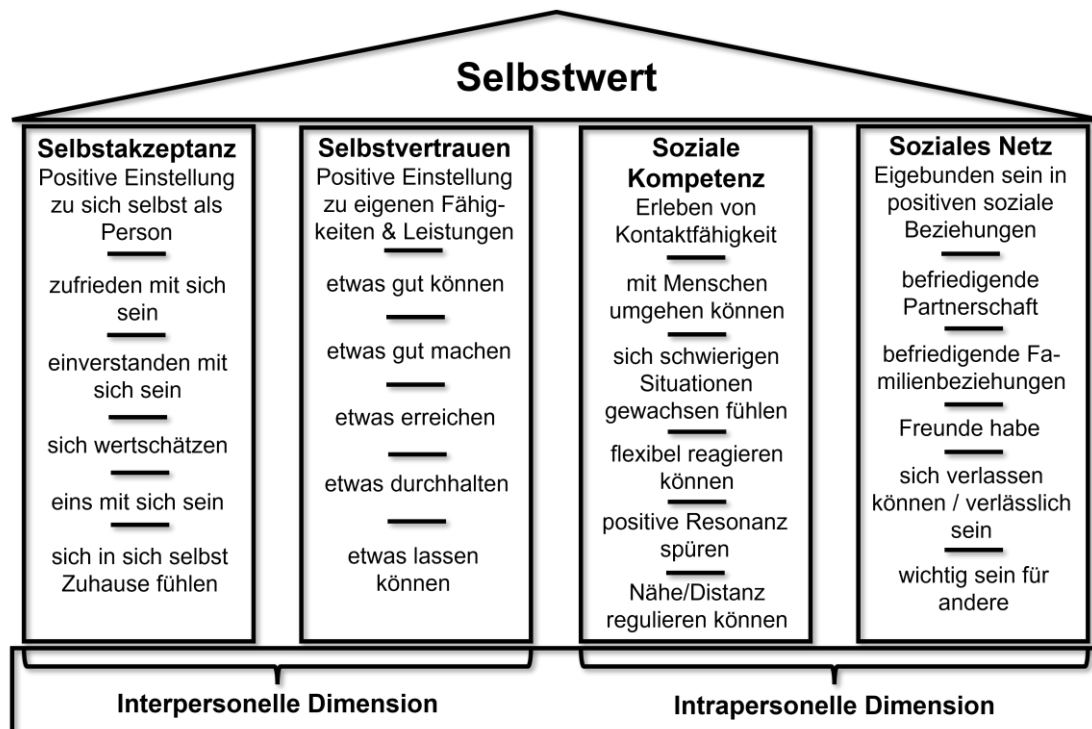 Selbstwert
Selbstakzeptanz
Positive Einstellung
zu sich selbst als
Person
zufrieden mit sich
sein
einverstanden mit
sich sein
sich wertschätzen
eins mit sich sein
sich in sich selbst
Zuhause fühlen
Selbstvertrauen
Positive Einstellung
zu eigenen Fähig-
keiten & Leistungen
etwas gut können
etwas gut machen
etwas erreichen
etwas durchhalten
etwas lassen
können
Soziale
Kompetenz
Erleben von
Kontaktfähigkeit
mit Menschen
umgehen können
sich schwierigen
Situationen
gewachsen fühlen
flexibel reagieren
können
positive Resonanz
spüren
Nähe/Distanz
regulieren können
Soziales Netz
Eigebunden sein in
positiven soziale
Beziehungen
befriedigende
Partnerschaft
befriedigende Fa-
milienbeziehungen
Freunde habe
sich verlassen
können / verlässlich
sein
wichtig sein für
andere
Interpersonelle Dimension
Intrapersonelle Dimension